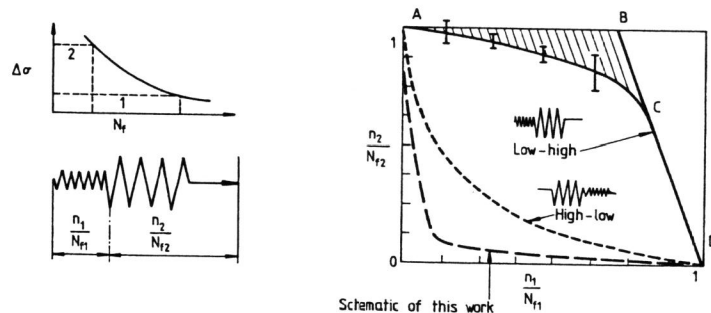 Δσ
2
1
N_f
n_1/N_f1
n_2/N_f2
A
B
1
C
n_2/N_f2
Low-high
High-low
D
0
1
n_1/N_f1
Schematic of this work